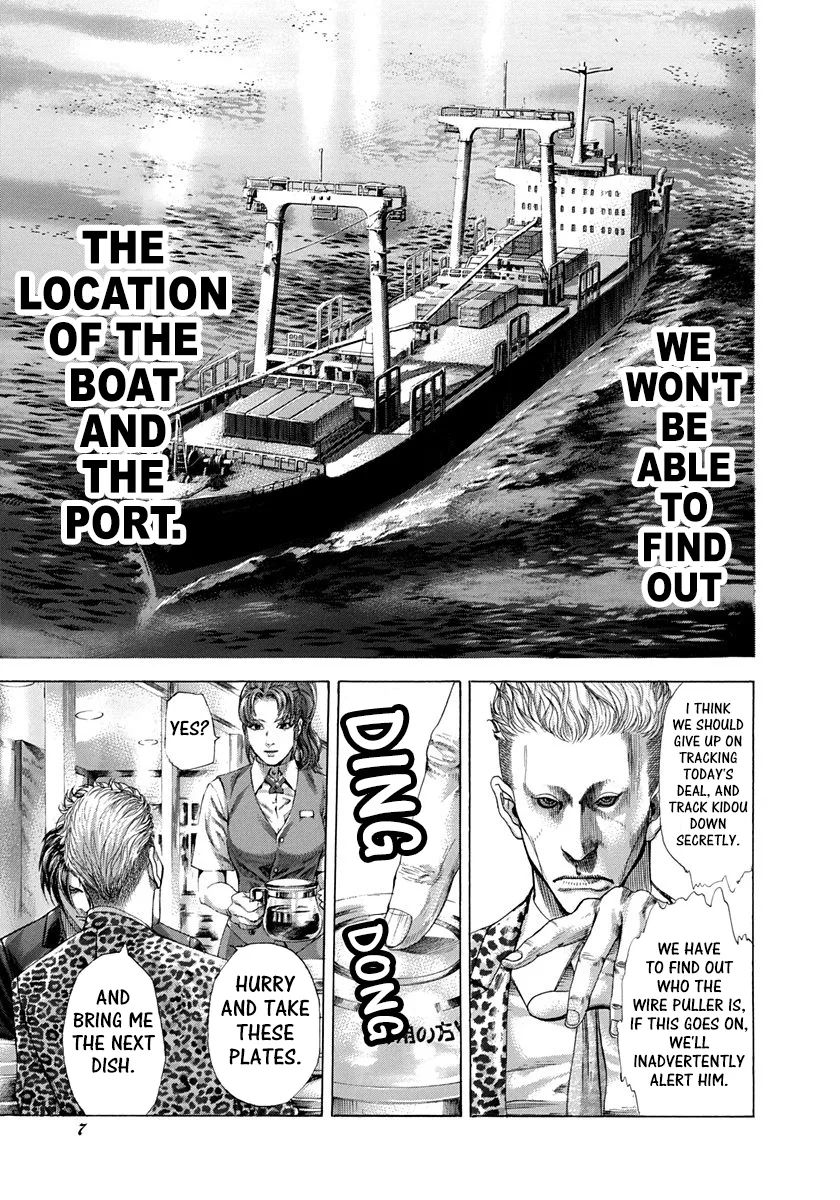 WE
WON'T
BE
ABLE
TO
FIND
OUT
THE
LOCATION
OF THE
BOAT
AND
THE
PORT.
I THINK
WE SHOULD
GIVE UP ON
TRACKING
TODAY'S
DEAL, AND
TRACK KIDOU
DOWN
SECRETLY.
WE HAVE
TO FIND OUT
WHO THE
WIRE PULLER IS,
IF THIS GOES ON,
WE'LL
INADVERTENTLY
ALERT HIM.
DING
DONG
用の方
YES?
HURRY
AND TAKE
THESE
PLATES.
AND
BRING ME
THE NEXT
DISH.
7